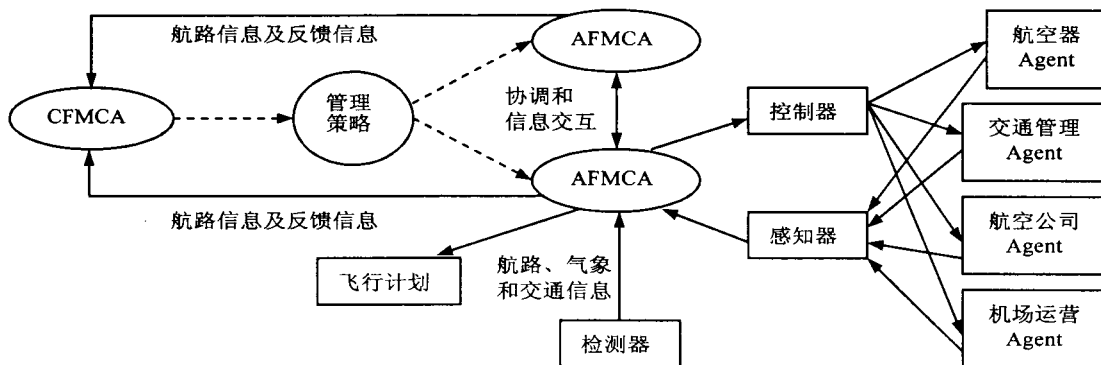 航路信息及反馈信息
AFMCA
航空器
Agent
CFMCA
管理
策略
协调和
信息交互
控制器
交通管理
Agent
AFMCA
航路信息及反馈信息
感知器
航空公司
Agent
飞行计划
航路、气象
和交通信息
检测器
机场运营
Agent